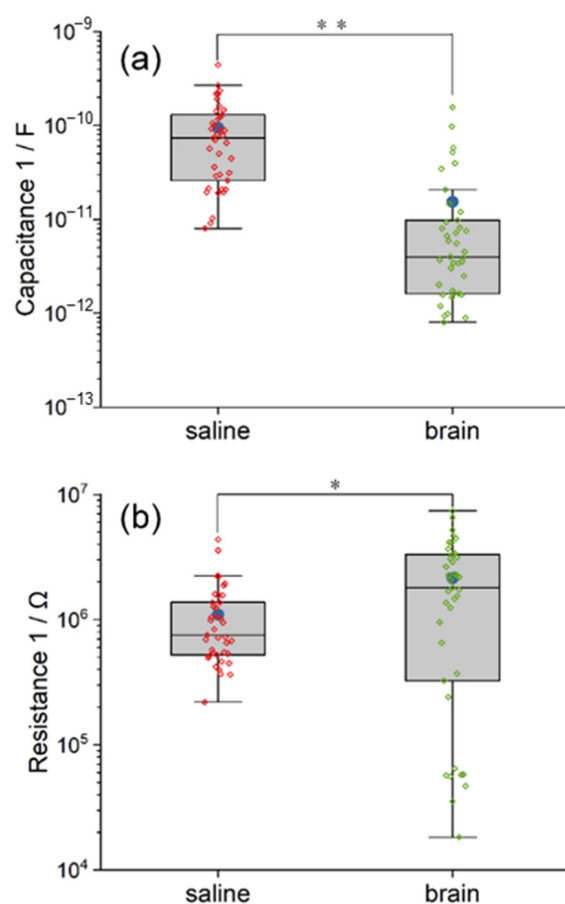 (a)
* *
Capacitance 1 / F
10⁻⁹
10⁻¹⁰
10⁻¹¹
10⁻¹²
10⁻¹³
saline brain
(b)
*
Resistance 1 / Ω
10⁷
10⁶
10⁵
10⁴
saline brain